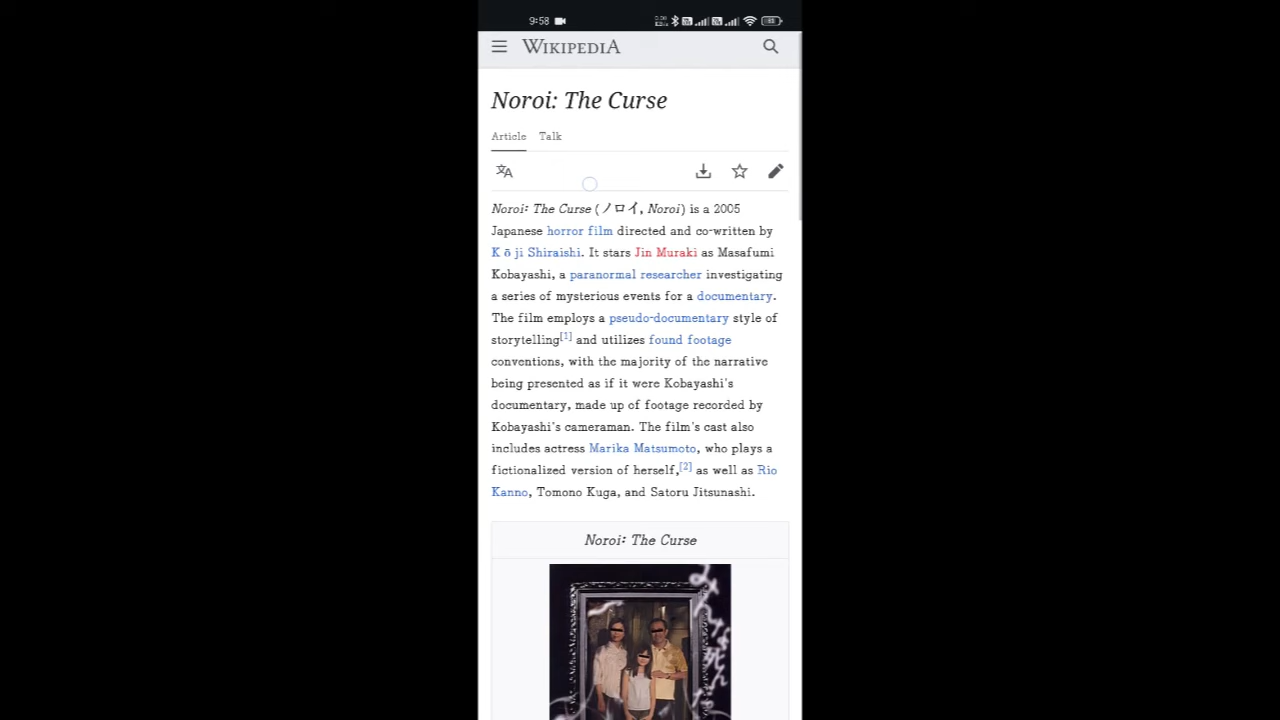 9:58
WIKIPEDIA
Noroi: The Curse
Article Talk
Noroi: The Curse (ノロイ, Noroi) is a 2005
Japanese horror film directed and co-written by
Kōji Shiraishi. It stars Jin Muraki as Masafumi
Kobayashi, a paranormal researcher investigating
a series of mysterious events for a documentary.
The film employs a pseudo-documentary style of
storytelling[1] and utilizes found footage
conventions, with the majority of the narrative
being presented as if it were Kobayashi's
documentary, made up of footage recorded by
Kobayashi's cameraman. The film's cast also
includes actress Marika Matsumoto, who plays a
fictionalized version of herself,[2] as well as Rio
Kanno, Tomono Kuga, and Satoru Jitsunashi.
Noroi: The Curse
みんな死ん